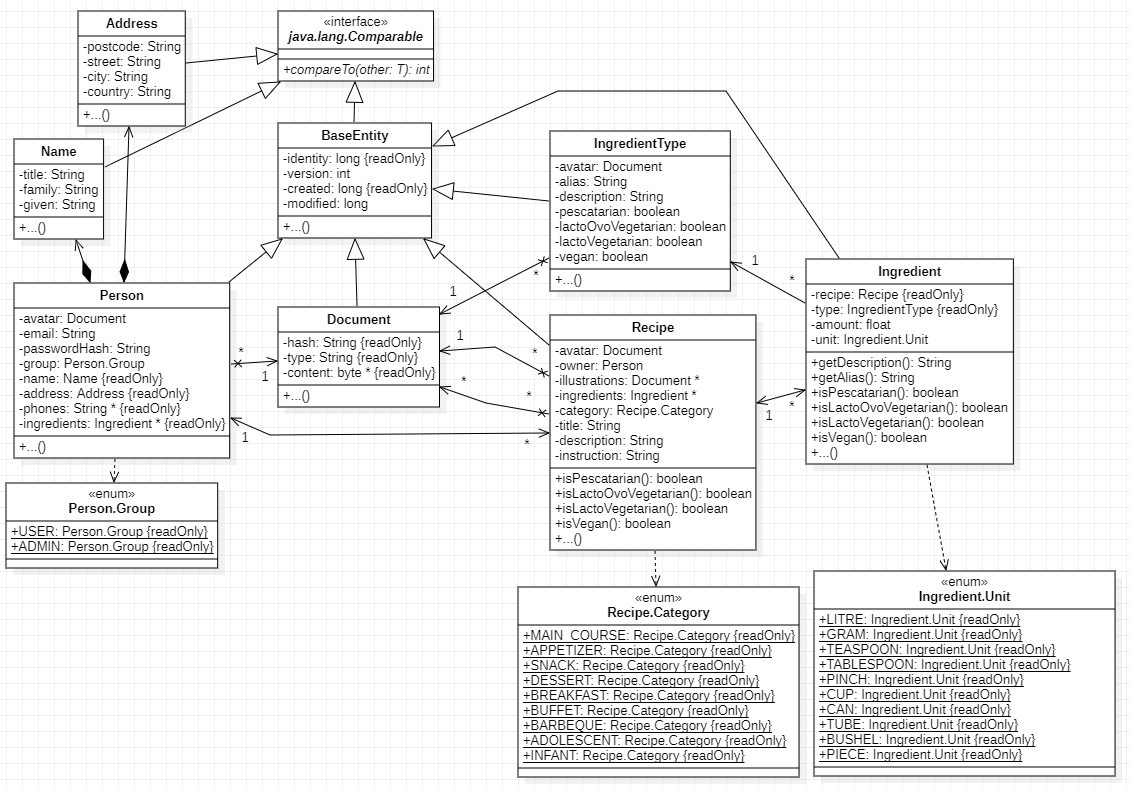 Address
-postcode: String
-street: String
-city: String
-country: String
+...()
«interface»
java.lang.Comparable
+compareTo(other: T): int
Name
-title: String
-family: String
-given: String
+...()
BaseEntity
-identity: long {readOnly}
-version: int
-created: long {readOnly}
-modified: long
+...()
IngredientType
-avatar: Document
-alias: String
-description: String
-pescatarian: boolean
-lactoOvoVegetarian: boolean
-lactoVegetarian: boolean
-vegan: boolean
+...()
Ingredient
-recipe: Recipe {readOnly}
-type: IngredientType {readOnly}
-amount: float
-unit: Ingredient.Unit
+getDescription(): String
+getAlias(): String
+isPescatarian(): boolean
+isLactoOvoVegetarian(): boolean
+isLactoVegetarian(): boolean
+isVegan(): boolean
+...()
Person
-avatar: Document
-email: String
-passwordHash: String
-group: Person.Group
-name: Name {readOnly}
-address: Address {readOnly}
-phones: String * {readOnly}
-ingredients: Ingredient * {readOnly}
+...()
Document
-hash: String {readOnly}
-type: String {readOnly}
-content: byte * {readOnly}
+...()
Recipe
-avatar: Document
-owner: Person
-illustrations: Document *
-ingredients: Ingredient *
-category: Recipe.Category
-title: String
-description: String
-instruction: String
+isPescatarian(): boolean
+isLactoOvoVegetarian(): boolean
+isLactoVegetarian(): boolean
+isVegan(): boolean
+...()
1
*
1
*
*
1
1
*
*
*
1
*
1
*
«enum»
Person.Group
+USER: Person.Group {readOnly}
+ADMIN: Person.Group {readOnly}
«enum»
Recipe.Category
+MAIN_COURSE: Recipe.Category {readOnly}
+APPETIZER: Recipe.Category {readOnly}
+SNACK: Recipe.Category {readOnly}
+DESSERT: Recipe.Category {readOnly}
+BREAKFAST: Recipe.Category {readOnly}
+BUFFET: Recipe.Category {readOnly}
+BARBEQUE: Recipe.Category {readOnly}
+ADOLESCENT: Recipe.Category {readOnly}
+INFANT: Recipe.Category {readOnly}
«enum»
Ingredient.Unit
+LITRE: Ingredient.Unit {readOnly}
+GRAM: Ingredient.Unit {readOnly}
+TEASPOON: Ingredient.Unit {readOnly}
+TABLESPOON: Ingredient.Unit {readOnly}
+PINCH: Ingredient.Unit {readOnly}
+CUP: Ingredient.Unit {readOnly}
+CAN: Ingredient.Unit {readOnly}
+TUBE: Ingredient.Unit {readOnly}
+BUSHEL: Ingredient.Unit {readOnly}
+PIECE: Ingredient.Unit {readOnly}